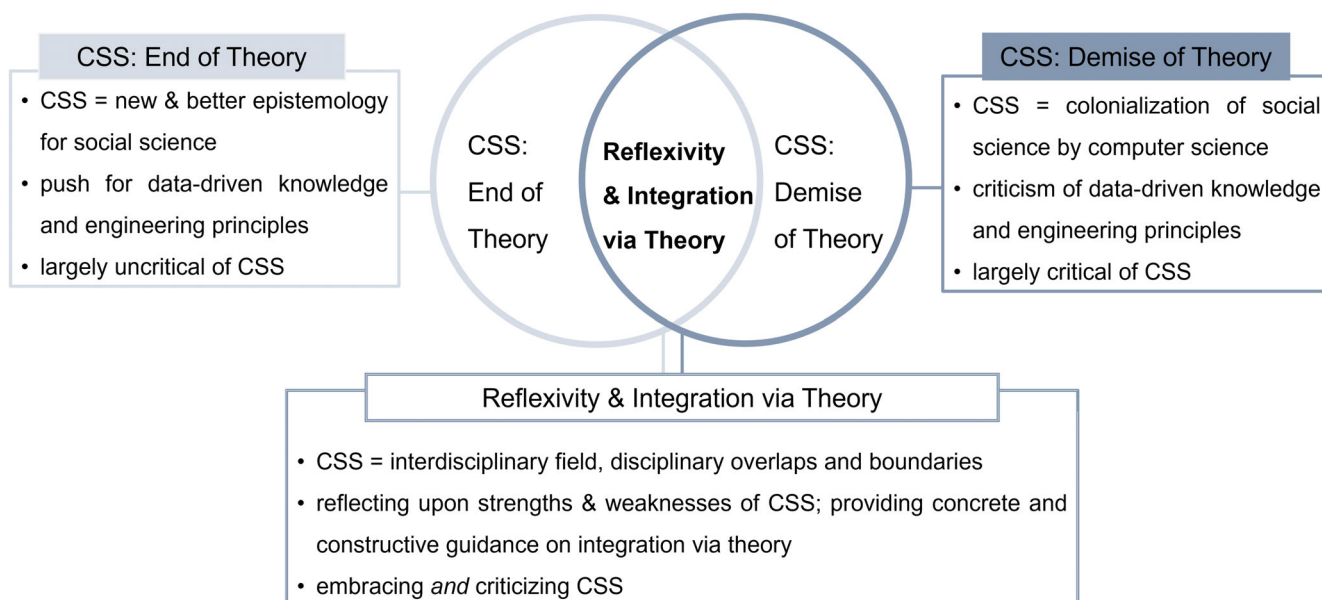 CSS: End of Theory
• CSS = new & better epistemology
for social science
• push for data-driven knowledge
and engineering principles
• largely uncritical of CSS
CSS:
End of
Theory
Reflexivity
& Integration
via Theory
CSS:
Demise
of Theory
CSS: Demise of Theory
• CSS = colonialization of social
science by computer science
• criticism of data-driven knowledge
and engineering principles
• largely critical of CSS
Reflexivity & Integration via Theory
• CSS = interdisciplinary field, disciplinary overlaps and boundaries
• reflecting upon strengths & weaknesses of CSS; providing concrete and
constructive guidance on integration via theory
• embracing and criticizing CSS